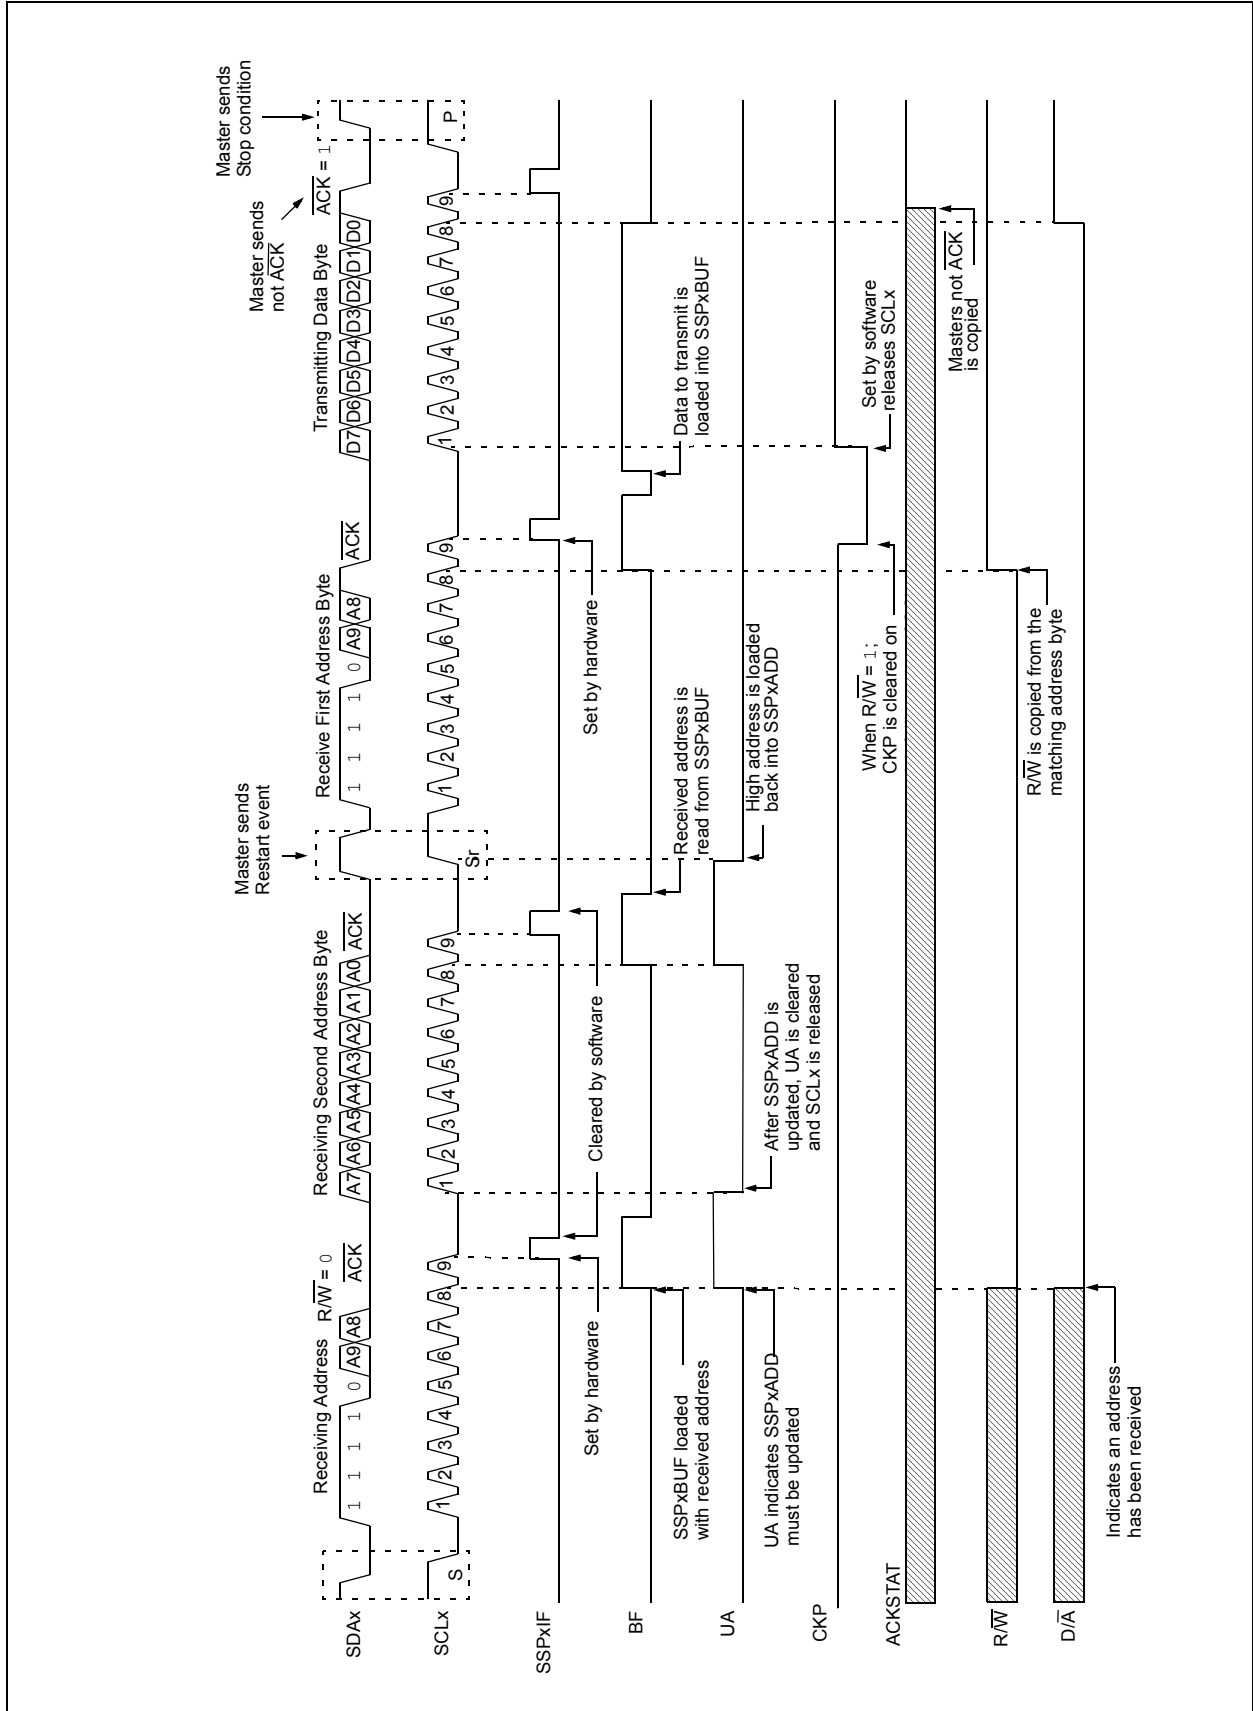 Master sends
Stop condition
Master sends
not ACK
Master sends
Restart event
Receiving Address R/W = 0
ACK
Receiving Second Address Byte
ACK
Receive First Address Byte
ACK
Transmitting Data Byte
ACK = 1
SDAx
1 1 1 1 0 A9 A8
A7 A6 A5 A4 A3 A2 A1 A0
1 1 1 1 0 A9 A8
D7 D6 D5 D4 D3 D2 D1 D0
SCLx
S
1 2 3 4 5 6 7 8 9
1 2 3 4 5 6 7 8 9
Sr
1 2 3 4 5 6 7 8 9
1 2 3 4 5 6 7 8 9
P
SSPxIF
Set by hardware
Cleared by software
Set by hardware
BF
SSPxBUF loaded
with received address
Received address is
read from SSPxBUF
Data to transmit is
loaded into SSPxBUF
UA
UA indicates SSPxADD
must be updated
After SSPxADD is
updated, UA is cleared
and SCLx is released
High address is loaded
back into SSPxADD
CKP
When R/W = 1;
CKP is cleared on
Set by software
releases SCLx
ACKSTAT
Masters not ACK
is copied
R/W
R/W is copied from the
matching address byte
D/A
Indicates an address
has been received